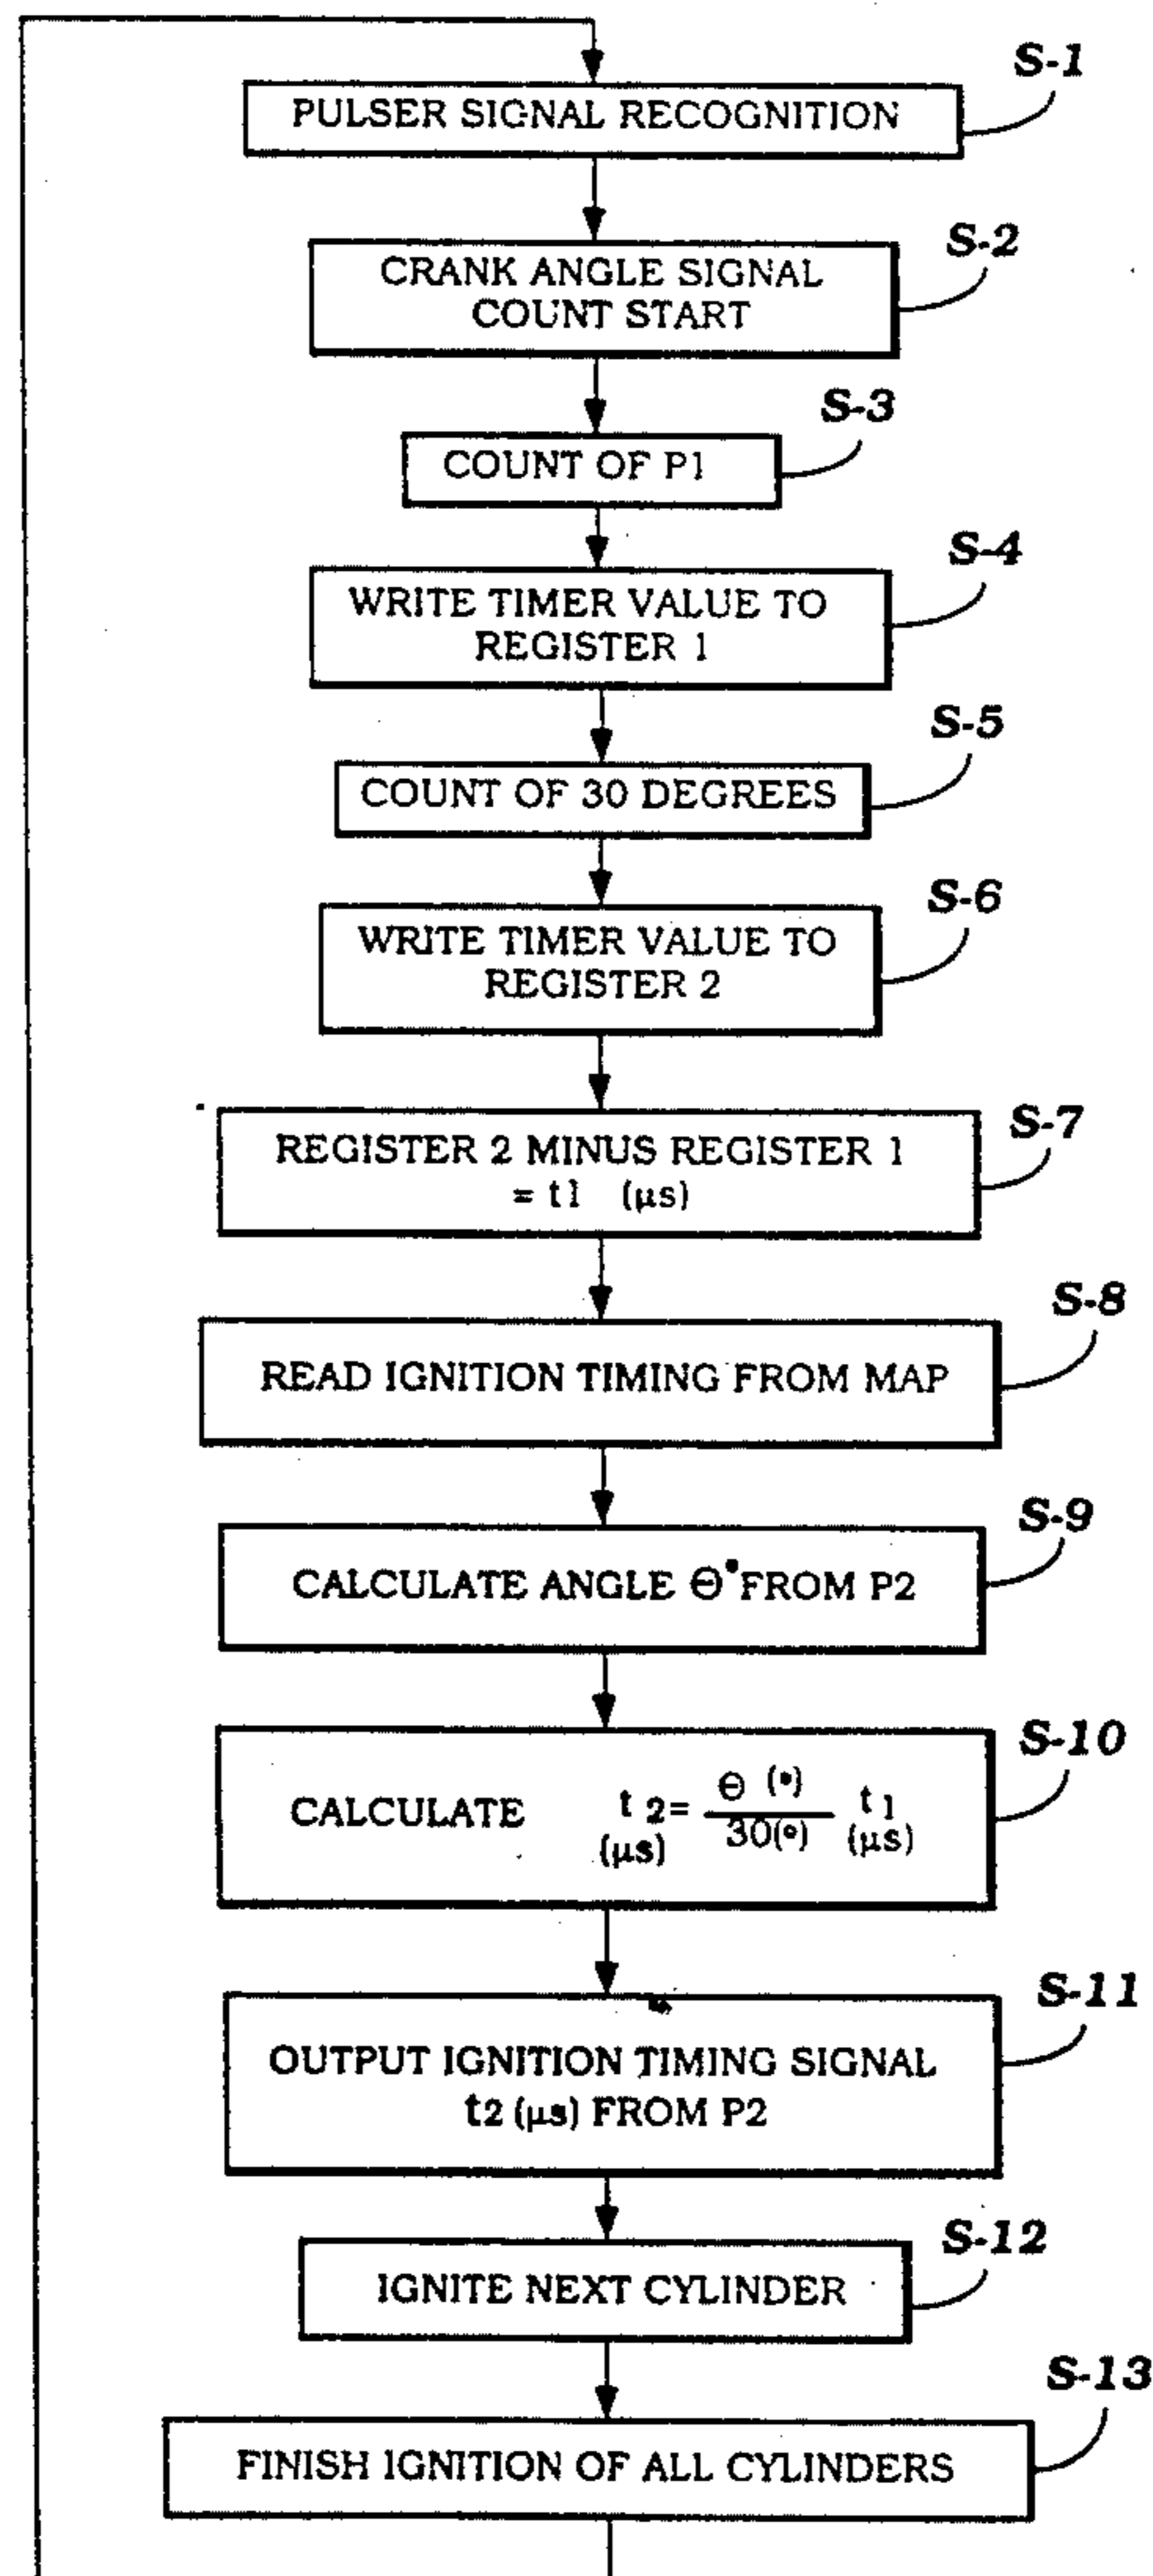 S-1
PULSER SIGNAL RECOGNITION
S-2
CRANK ANGLE SIGNAL
COUNT START
S-3
COUNT OF P1
S-4
WRITE TIMER VALUE TO
REGISTER 1
S-5
COUNT OF 30 DEGREES
S-6
WRITE TIMER VALUE TO
REGISTER 2
S-7
REGISTER 2 MINUS REGISTER 1
= t1 (μs)
S-8
READ IGNITION TIMING FROM MAP
S-9
CALCULATE ANGLE Θ° FROM P2
S-10
CALCULATE t2 = Θ (°) t1
(μs) 30(°) (μs)
S-11
OUTPUT IGNITION TIMING SIGNAL
t2 (μs) FROM P2
S-12
IGNITE NEXT CYLINDER
S-13
FINISH IGNITION OF ALL CYLINDERS